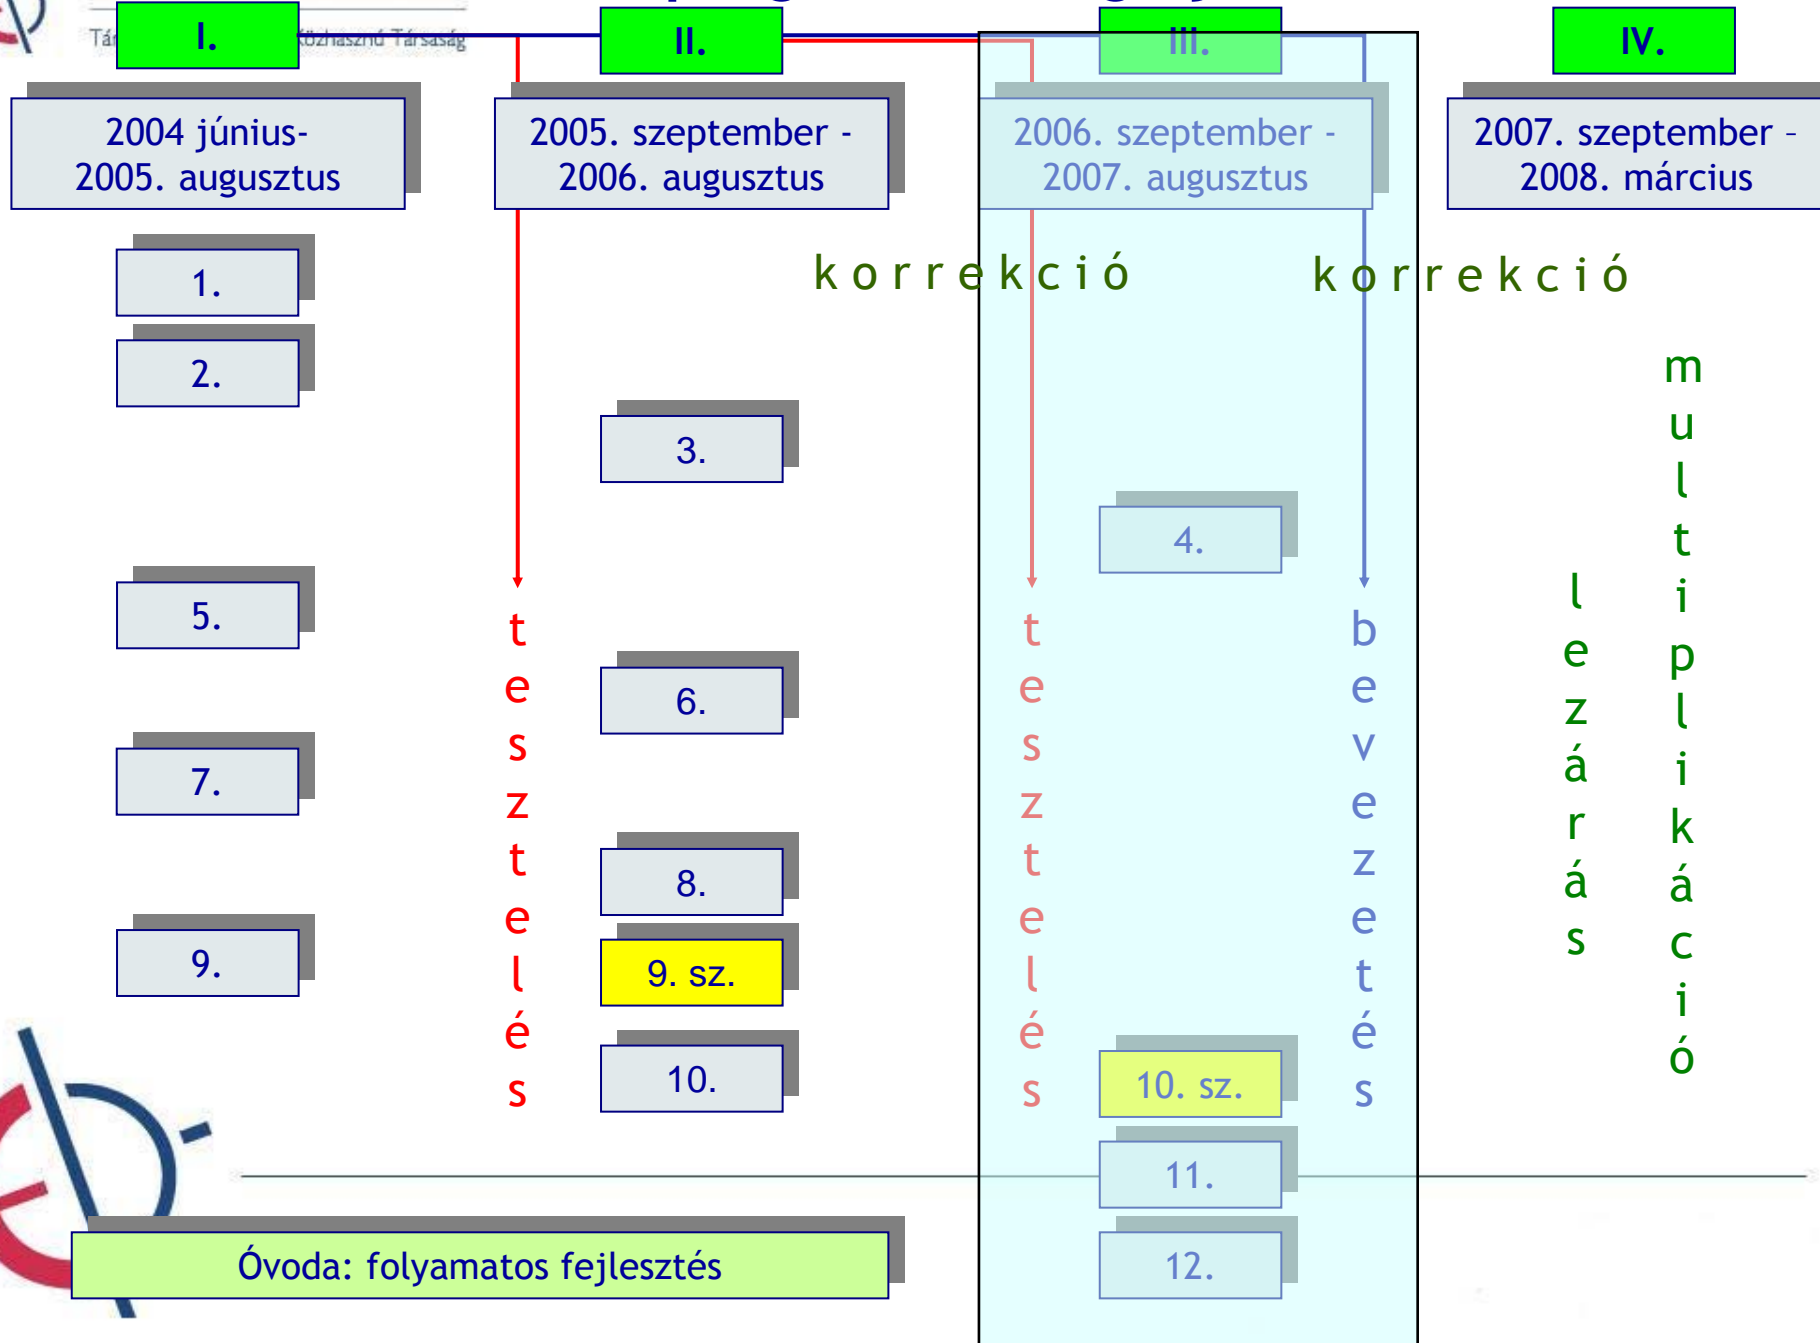 Közhasznú Társaság
I.
II.
III.
IV.
2004 június-
2005. augusztus
2005. szeptember -
2006. augusztus
2006. szeptember -
2007. augusztus
2007. szeptember –
2008. március
korrekció
korrekció
1.
2.
3.
4.
5.
6.
7.
8.
9.
9. sz.
10.
10. sz.
11.
12.
tesztelés
tesztelés
bevezetés
lezárás
multiplikáció
Óvoda: folyamatos fejlesztés